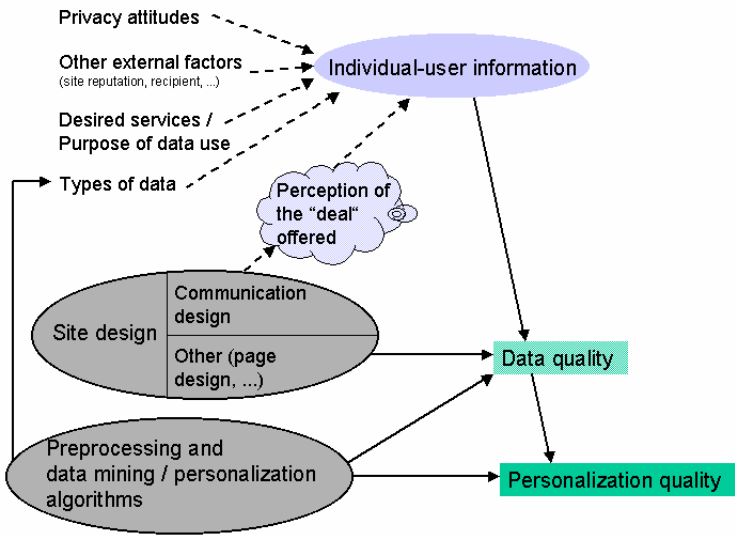 Privacy attitudes
Other external factors
(site reputation, recipient, ...)
Individual-user information
Desired services /
Purpose of data use
Types of data
Perception of
the “deal“
offered
Communication
design
Site design
Other (page
design, ...)
Data quality
Preprocessing and
data mining / personalization
algorithms
Personalization quality